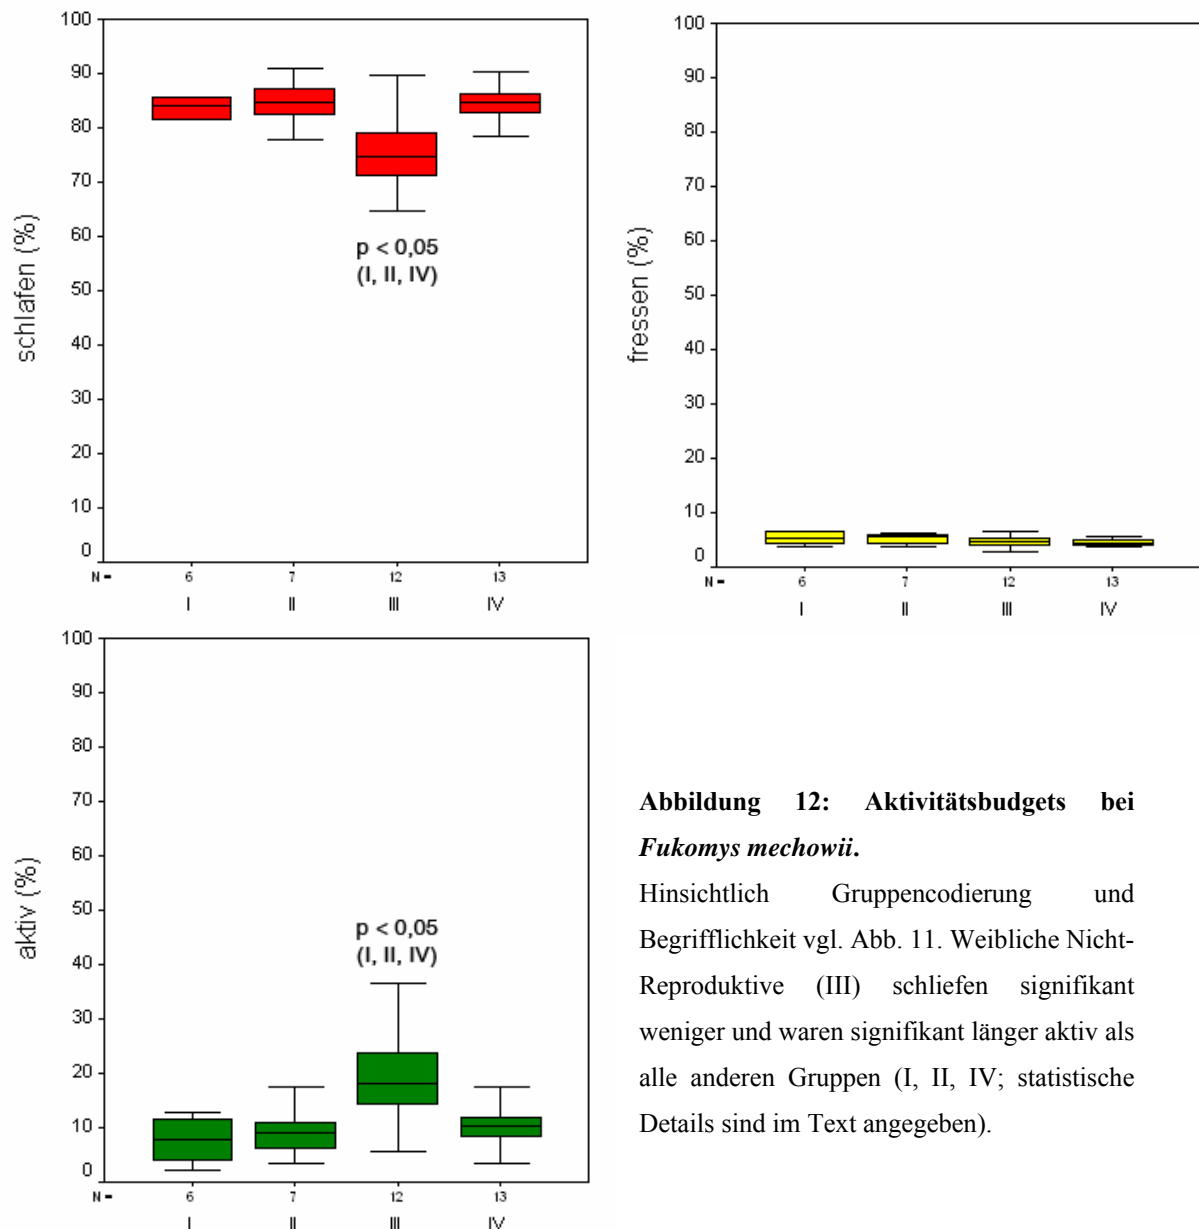 100
90
80
70
60
50
40
30
20
10
0
schlafen (%)
p < 0,05
(I, II, IV)
N = 6 7 12 13
I II III IV
100
90
80
70
60
50
40
30
20
10
0
fressen (%)
N = 6 7 12 13
I II III IV
100
90
80
70
60
50
40
30
20
10
0
aktiv (%)
p < 0,05
(I, II, IV)
N = 6 7 12 13
I II III IV
Abbildung 12: Aktivitätsbudgets bei
Fukomys mechowii.
Hinsichtlich Gruppencodierung und
Begrifflichkeit vgl. Abb. 11. Weibliche Nicht-
Reproduktive (III) schliefen signifikant
weniger und waren signifikant länger aktiv als
alle anderen Gruppen (I, II, IV; statistische
Details sind im Text angegeben).